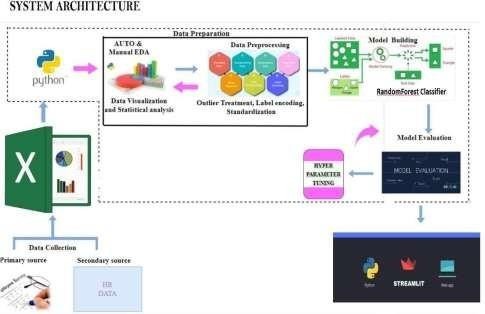 SYSTEM ARCHITECTURE
Data Preparation
AUTO &
Manual EDA
Data Preprocessing
Model Building
python
RandomForest Classifier
Data Visualization
and Statistical analysis
Outlier Treatment, Label encoding,
Standardization
Model Evaluation
HYPER
PARAMETER
TUNING
MODEL EVALUATION
X
Data Collection
Primary source
Secondary source
HR
DATA
Python
STREAMLIT
Web app